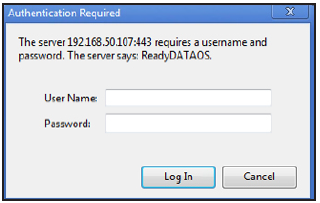 Authentication Required
The server 192.168.50.107:443 requires a username and
password. The server says: ReadyDATAOS.
User Name:
Password:
Log In
Cancel